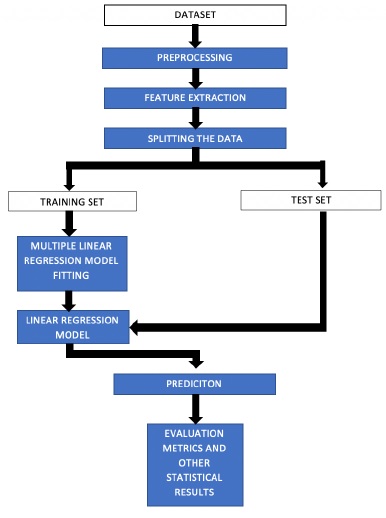 DATASET
PREPROCESSING
FEATURE EXTRACTION
SPLITTING THE DATA
TRAINING SET
TEST SET
MULTIPLE LINEAR
REGRESSION MODEL
FITTING
LINEAR REGRESSION
MODEL
PREDICITON
EVALUATION
METRICS AND
OTHER
STATISTICAL
RESULTS